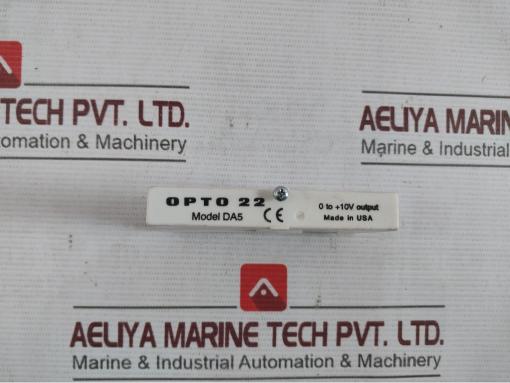 TECH PVT. LTD.
tomation & Machinery
AELIYA MARIN
Marine & Industrial
OPTO 22
Model DA5
CE
0 to +10V output
Made in USA
AELIYA MARINE TECH PVT. LTD.
Marine & Industrial Automation & Machinery